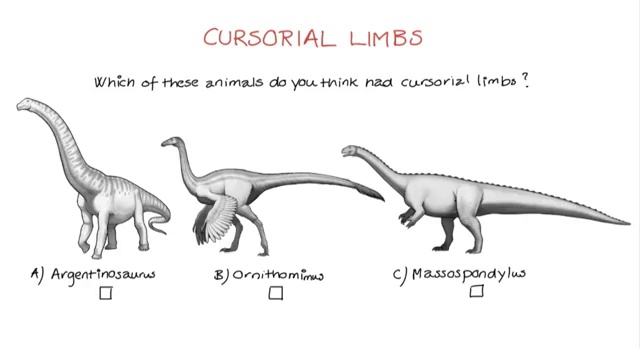 CURSORIAL LIMBS
Which of these animals do you think had cursorial limbs?
A) Argentinosaurus
B) Ornithomimus
C) Massospondylus